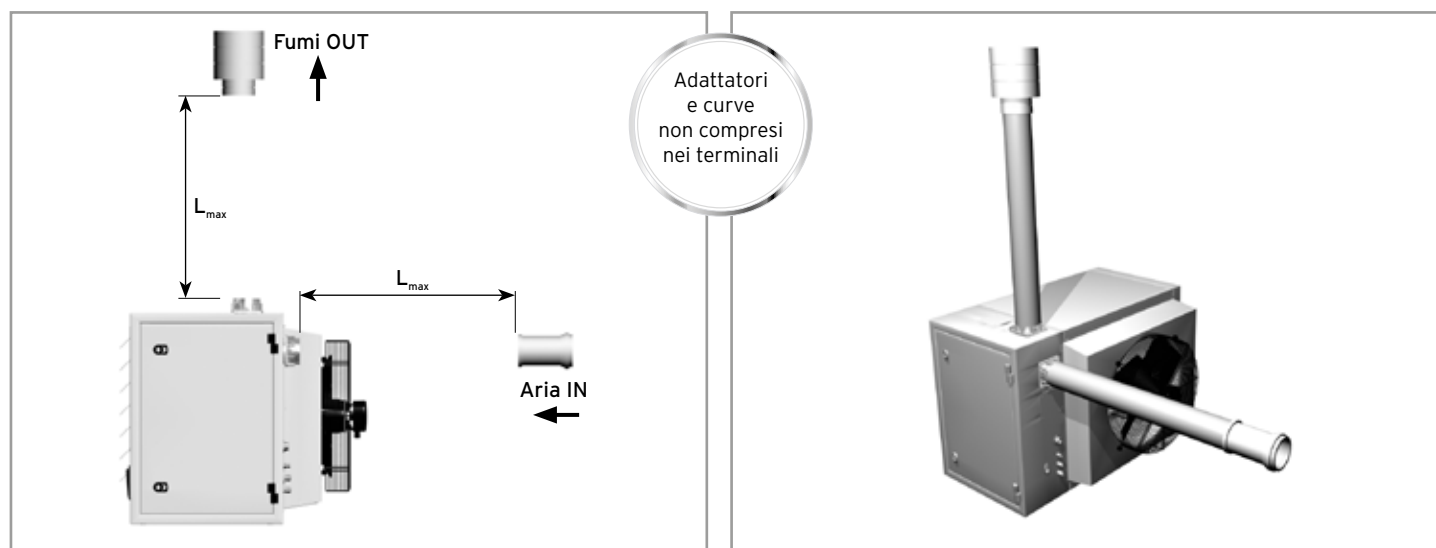 Fumi OUT
Lmax
Lmax
Aria IN
Adattatori
e curve
non compresi
nei terminali